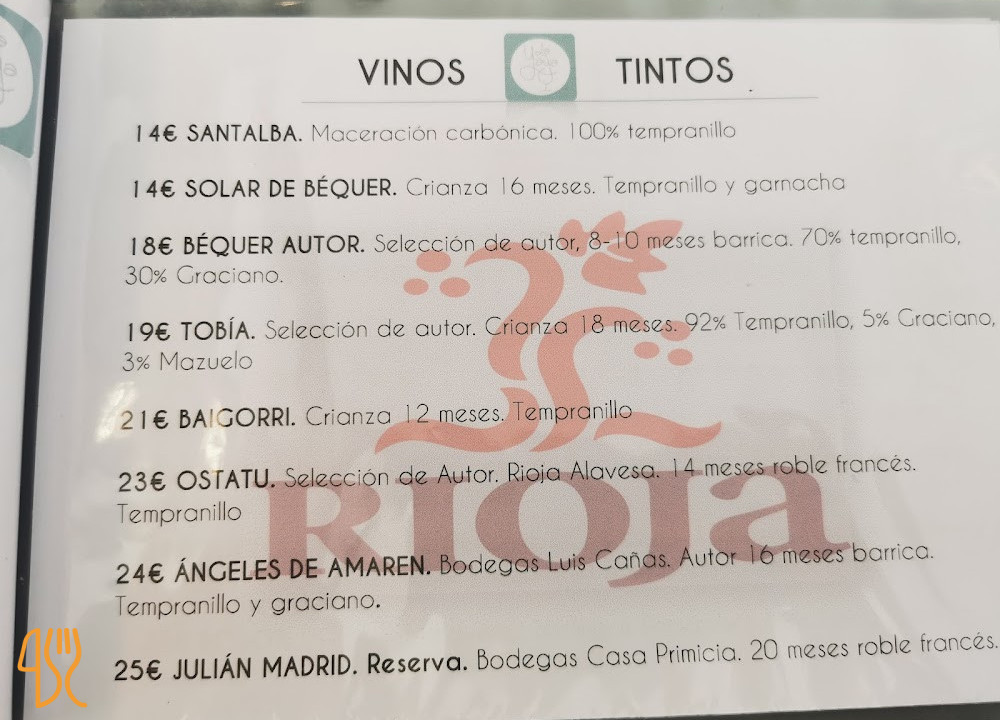 VINOS TINTOS
14€ SANTALBA. Maceración carbónica. 100% tempranillo
14€ SOLAR DE BÉQUER. Crianza 16 meses. Tempranillo y garnacha
18€ BÉQUER AUTOR. Selección de autor, 8-10 meses barrica. 70% tempranillo,
30% Graciano.
19€ TOBÍA. Selección de autor. Crianza 18 meses. 92% Tempranillo, 5% Graciano,
3% Mazuelo
21€ BAIGORRI. Crianza 12 meses. Tempranillo
23€ OSTATU. Selección de Autor. Rioja Alavesa. 14 meses roble francés.
Tempranillo
RIOJA
24€ ÁNGELES DE AMAREN. Bodegas Luis Cañas. Autor 16 meses barrica.
Tempranillo y graciano.
25€ JULIÁN MADRID. Reserva. Bodegas Casa Primicia. 20 meses roble francés.